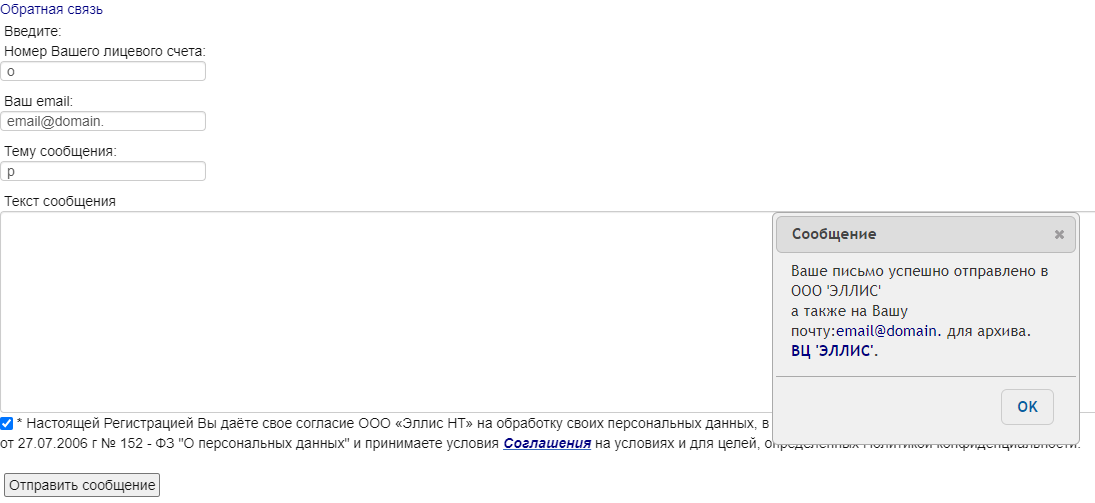 Обратная связь
Введите:
Номер Вашего лицевого счета:
о
Ваш email:
email@domain.
Тему сообщения:
р
Текст сообщения
Сообщение
Ваше письмо успешно отправлено в
ООО 'ЭЛЛИС'
а также на Вашу
почту:email@domain. для архива.
ВЦ 'ЭЛЛИС'.
OK
* Настоящей Регистрацией Вы даёте свое согласие ООО «Эллис НТ» на обработку своих персональных данных, в
от 27.07.2006 г № 152 - ФЗ "О персональных данных" и принимаете условия Соглашения на условиях и для целей, определенных Политикой конфиденциальности.
Отправить сообщение